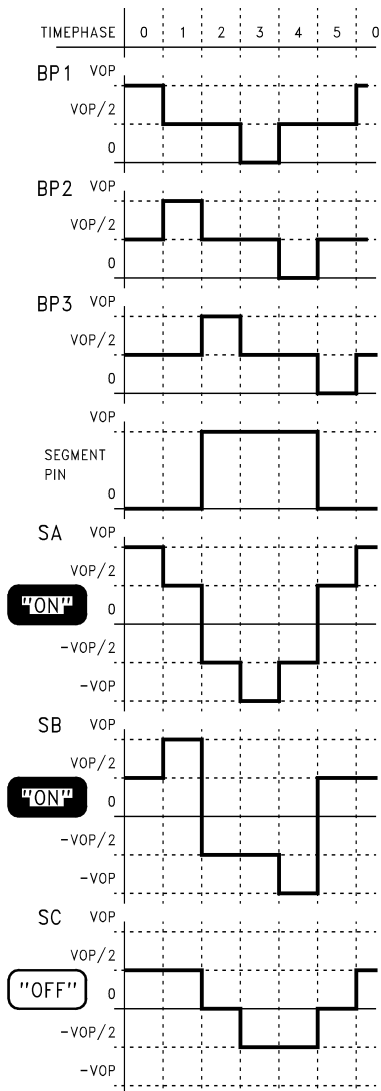 TIMEPHASE 0 1 2 3 4 5 0
BP1 VOP
VOP/2
0
BP2 VOP
VOP/2
0
BP3 VOP
VOP/2
0
VOP
SEGMENT
PIN
0
SA VOP
VOP/2
"ON"
0
-VOP/2
-VOP
SB VOP
VOP/2
"ON"
0
-VOP/2
-VOP
SC VOP
VOP/2
"OFF"
0
-VOP/2
-VOP